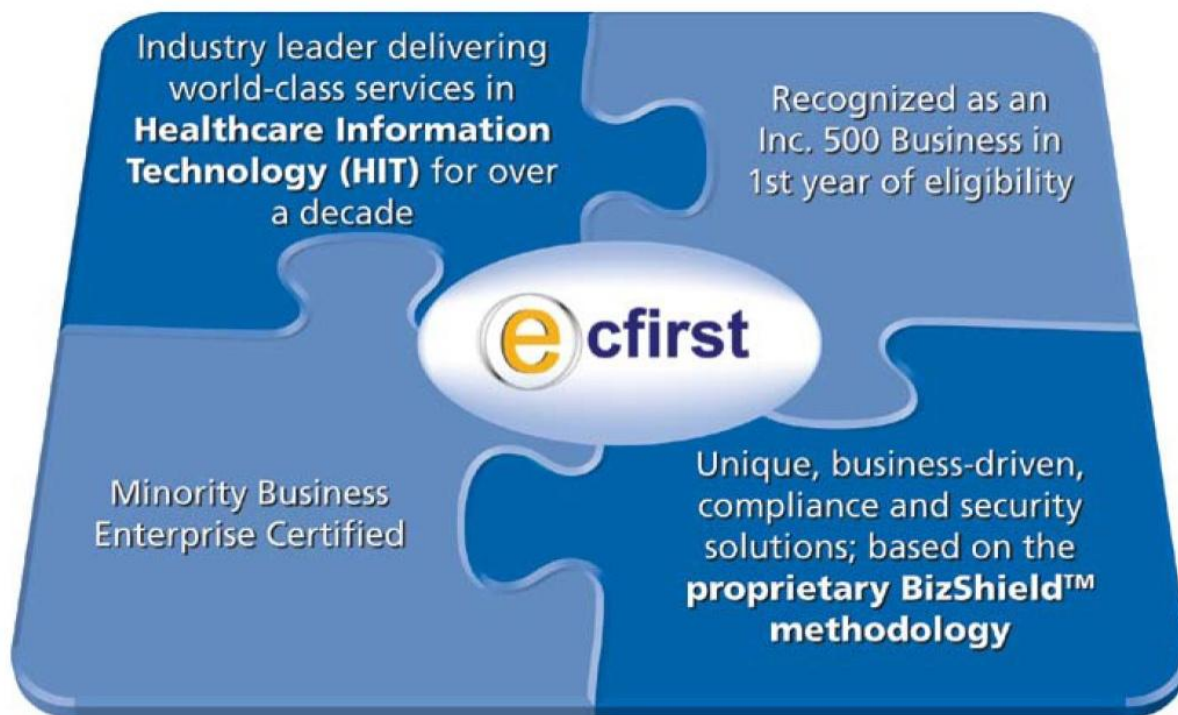 Industry leader delivering
world-class services in
Healthcare Information
Technology (HIT) for over
a decade
Recognized as an
Inc. 500 Business in
1st year of eligibility
ecfirst
Minority Business
Enterprise Certified
Unique, business-driven,
compliance and security
solutions; based on the
proprietary BizShield™
methodology